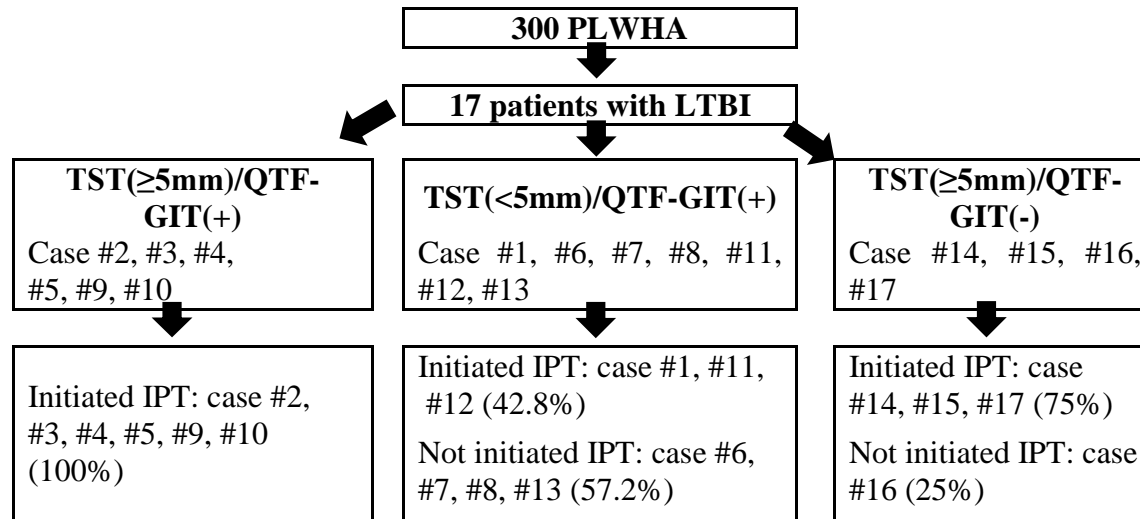 300 PLWHA
17 patients with LTBI
TST(≥5mm)/QTF-
GIT(+)
Case #2, #3, #4,
#5, #9, #10
TST(<5mm)/QTF-GIT(+)
Case #1, #6, #7, #8, #11,
#12, #13
TST(≥5mm)/QTF-
GIT(-)
Case #14, #15, #16,
#17
Initiated IPT: case #2,
#3, #4, #5, #9, #10
(100%)
Initiated IPT: case #1, #11,
#12 (42.8%)
Not initiated IPT: case #6,
#7, #8, #13 (57.2%)
Initiated IPT: case
#14, #15, #17 (75%)
Not initiated IPT: case
#16 (25%)